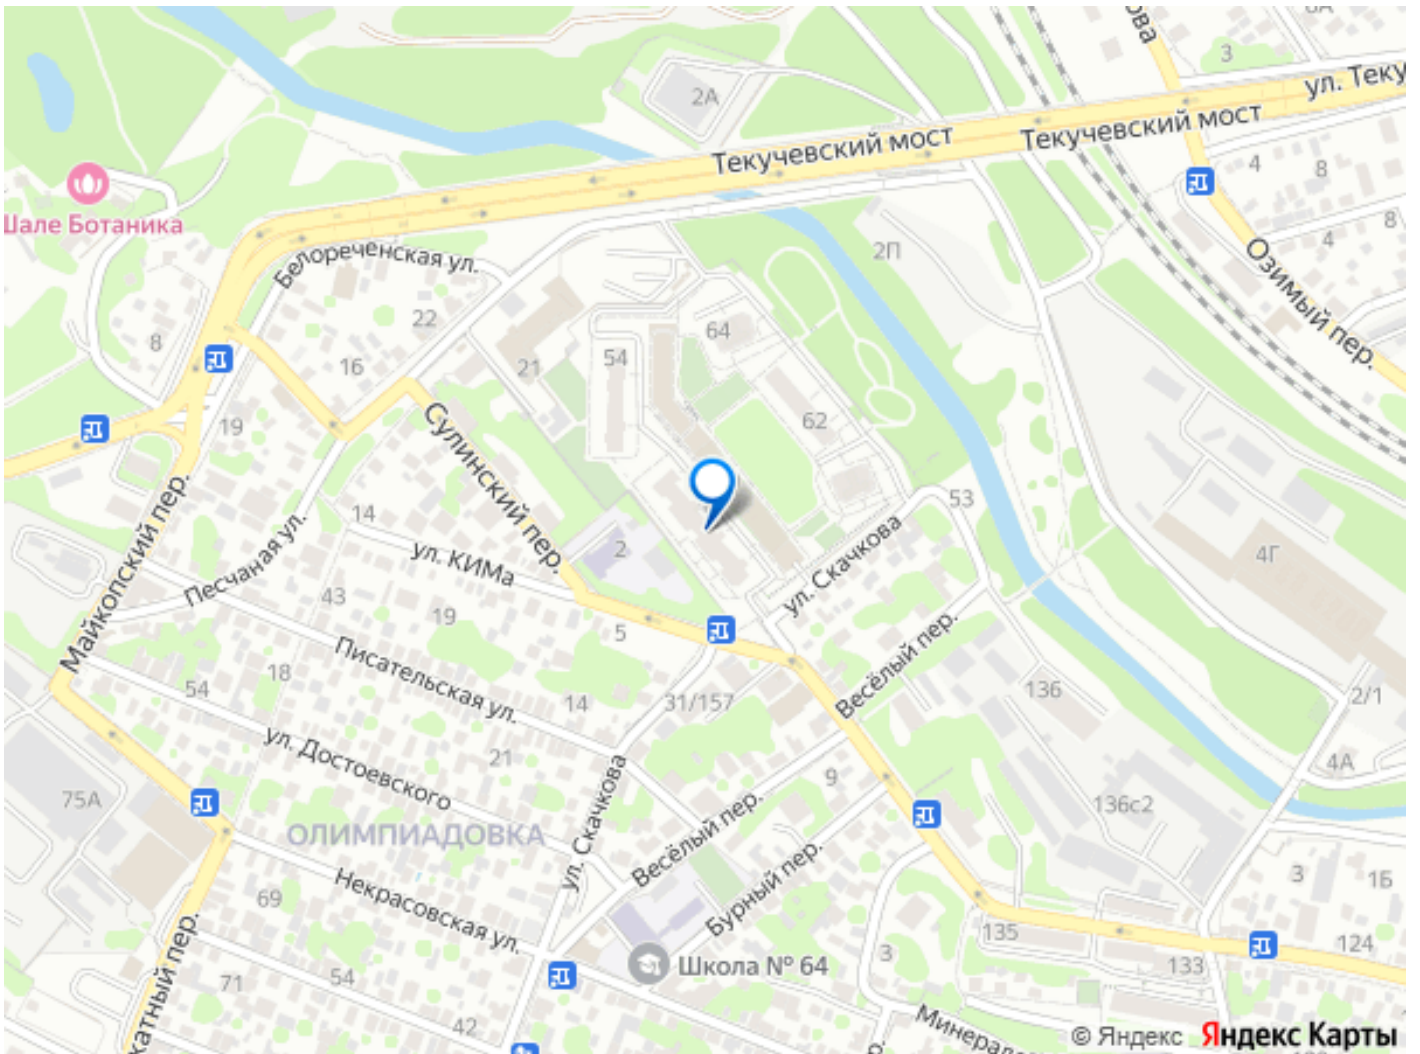 6А
ова
3
ул. Теку
2А
Текучевский мост
Текучевский мост
4
8
Шале Ботаника
8
4
2П
Озимый пер.
Белореченская ул.
22
64
8
54
16
21
62
19
Сулинский пер.
53
14
Майкопский пер.
Песчаная ул.
ул. КИМа
2
ул. Скачкова
4Г
43
19
5
Писательская ул.
Весёлый пер.
18
54
14
31/157
136
2/1
ул. Достоевского
21
4А
75А
ул. Скачкова
9
136с2
ОЛИМПИАДОВКА
Весёлый пер.
Бурный пер.
3
1Б
Некрасовская ул.
69
135
124
хатный пер.
Школа № 64
3
133
71
54
42
Минерало
р.
© Яндекс Яндекс Карты